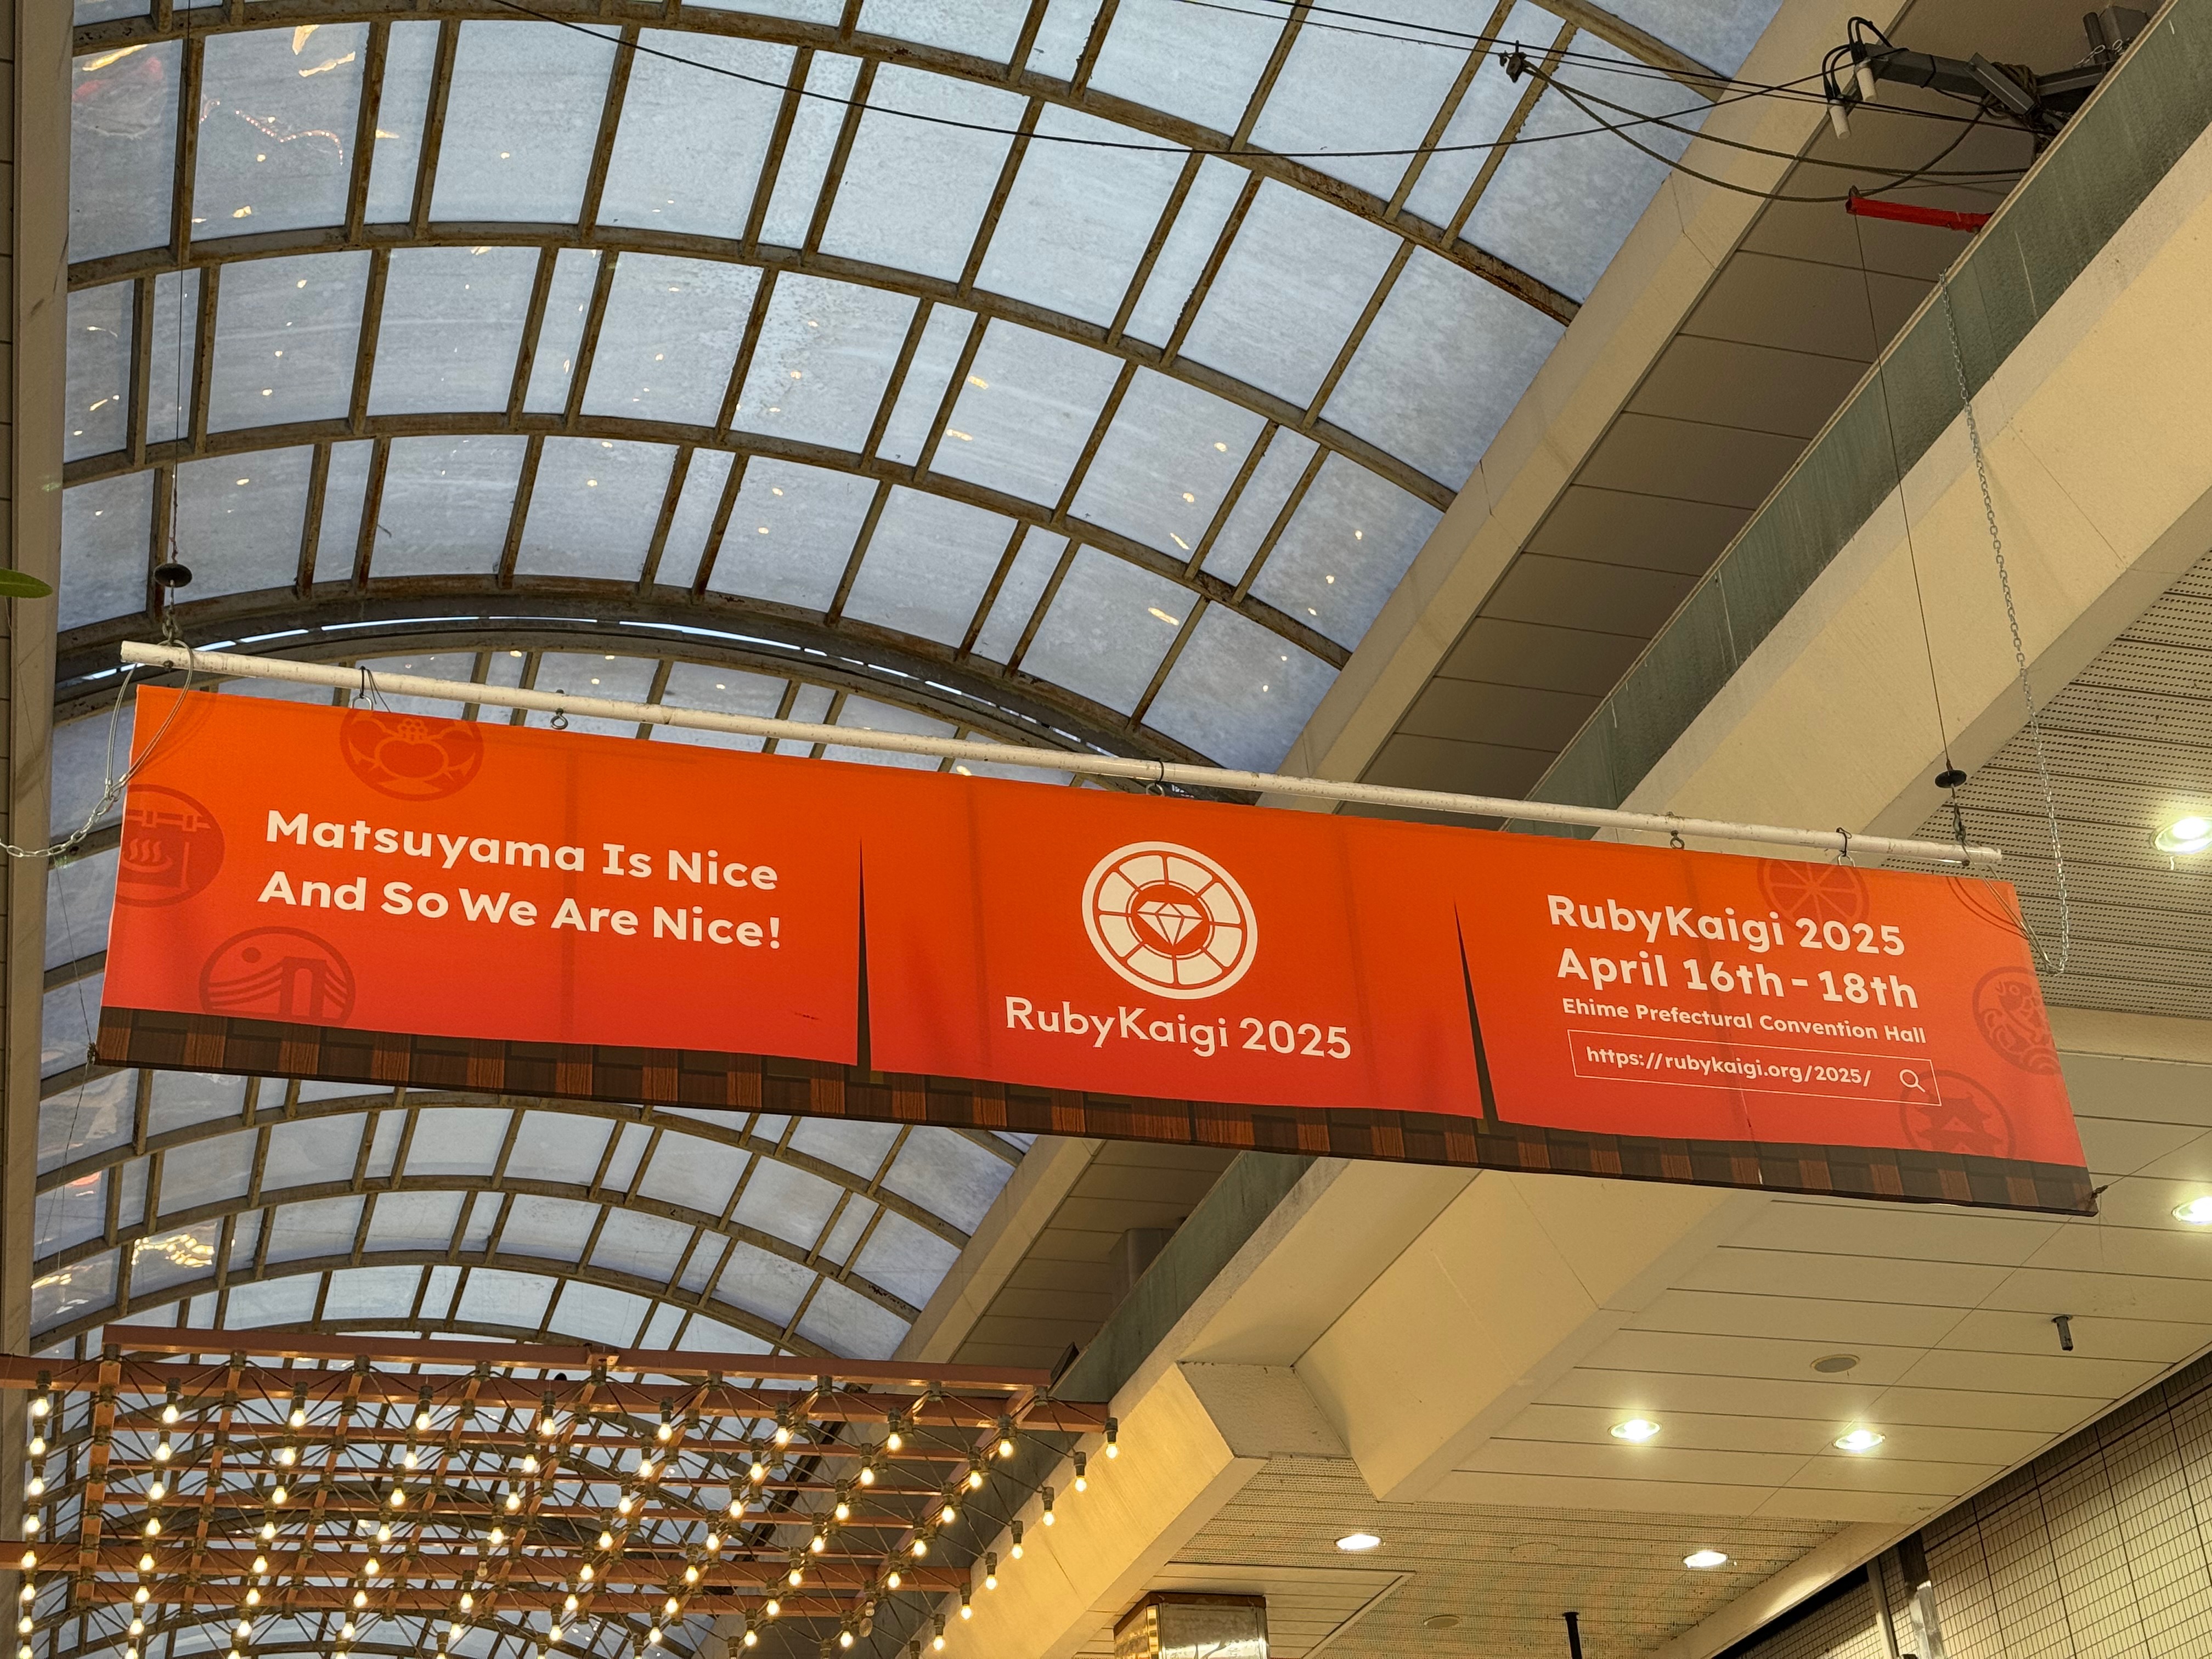 Matsuyama Is Nice
And So We Are Nice!
RubyKaigi 2025
RubyKaigi 2025
April 16th-18th
Ehime Prefectural Convention Hall
https://rubykaigi.org/2025/